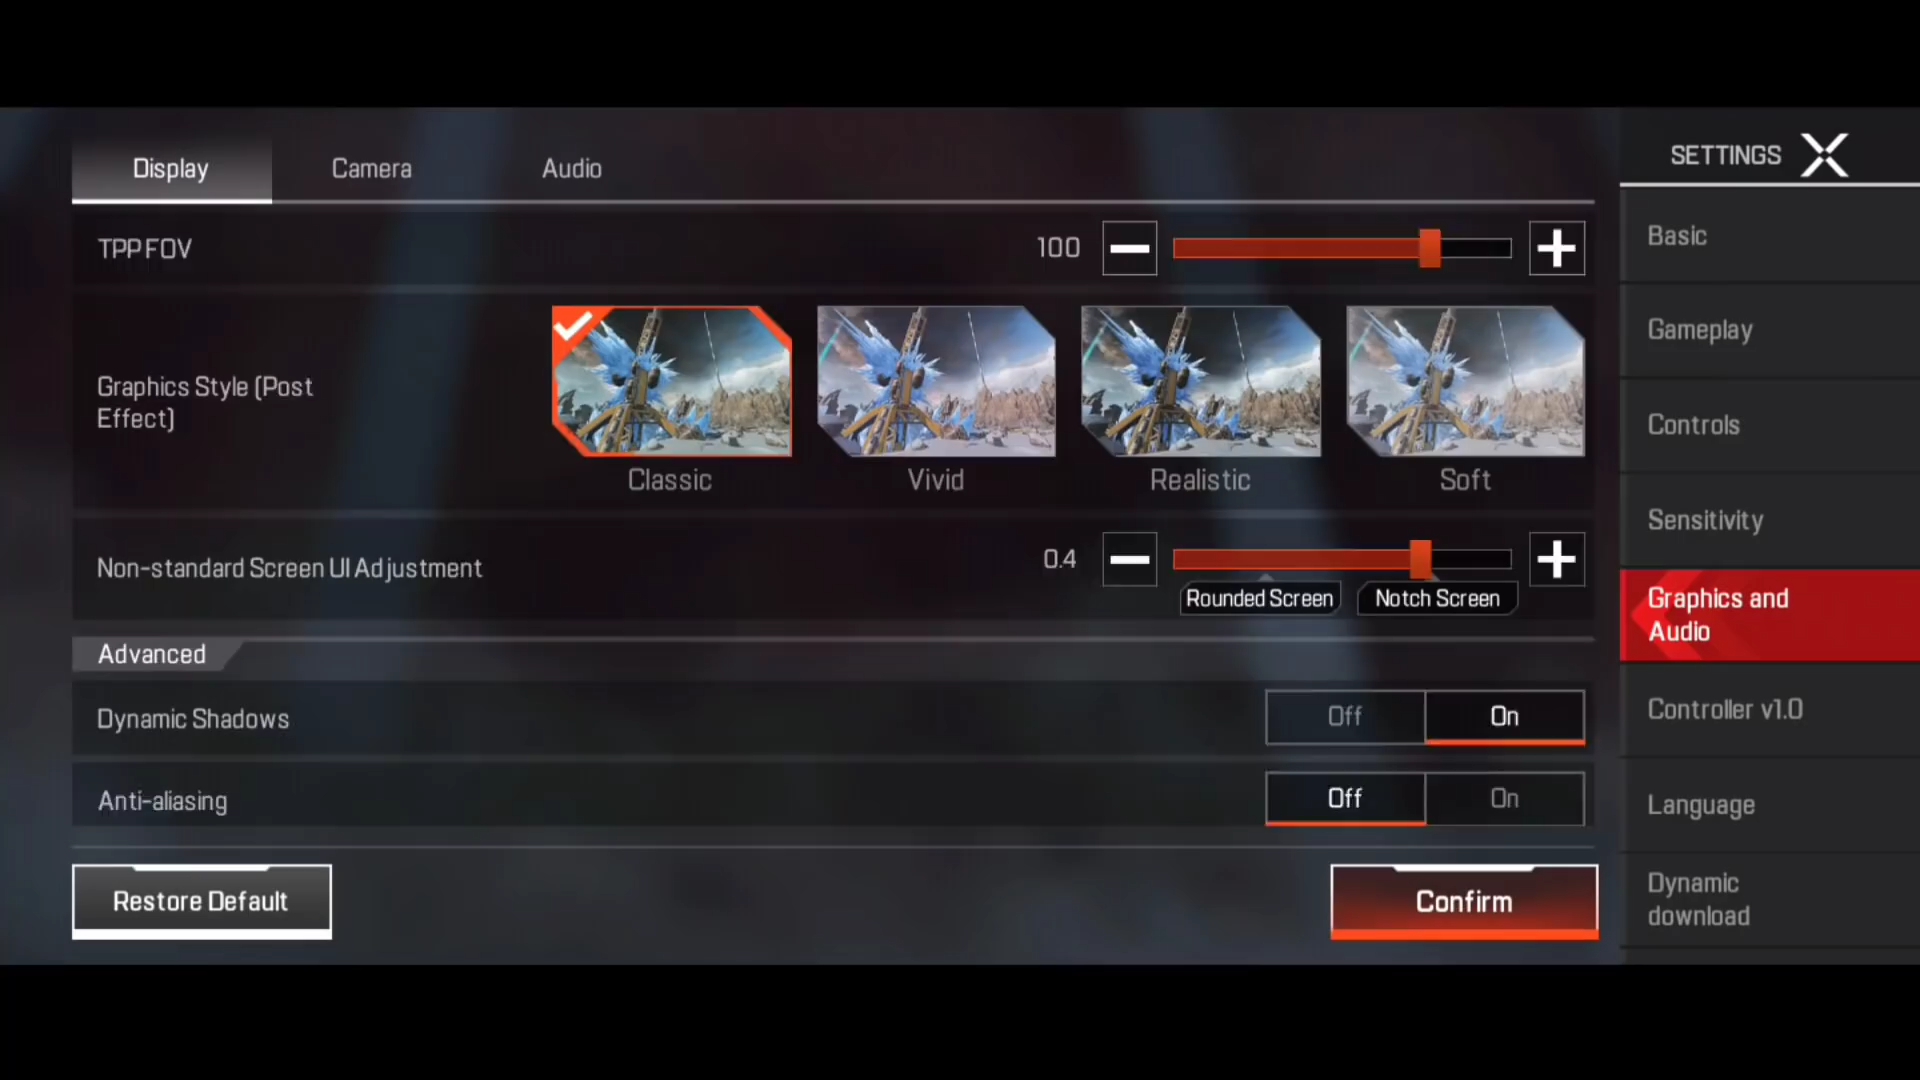 Display
Camera
Audio
SETTINGS
TPP FOV
100
Graphics Style (Post
Effect)
Classic
Vivid
Realistic
Soft
Non-standard Screen UI Adjustment
0.4
Rounded Screen
Notch Screen
Advanced
Dynamic Shadows
Off
On
Anti-aliasing
Off
On
Restore Default
Confirm
Basic
Gameplay
Controls
Sensitivity
Graphics and
Audio
Controller v1.0
Language
Dynamic
download